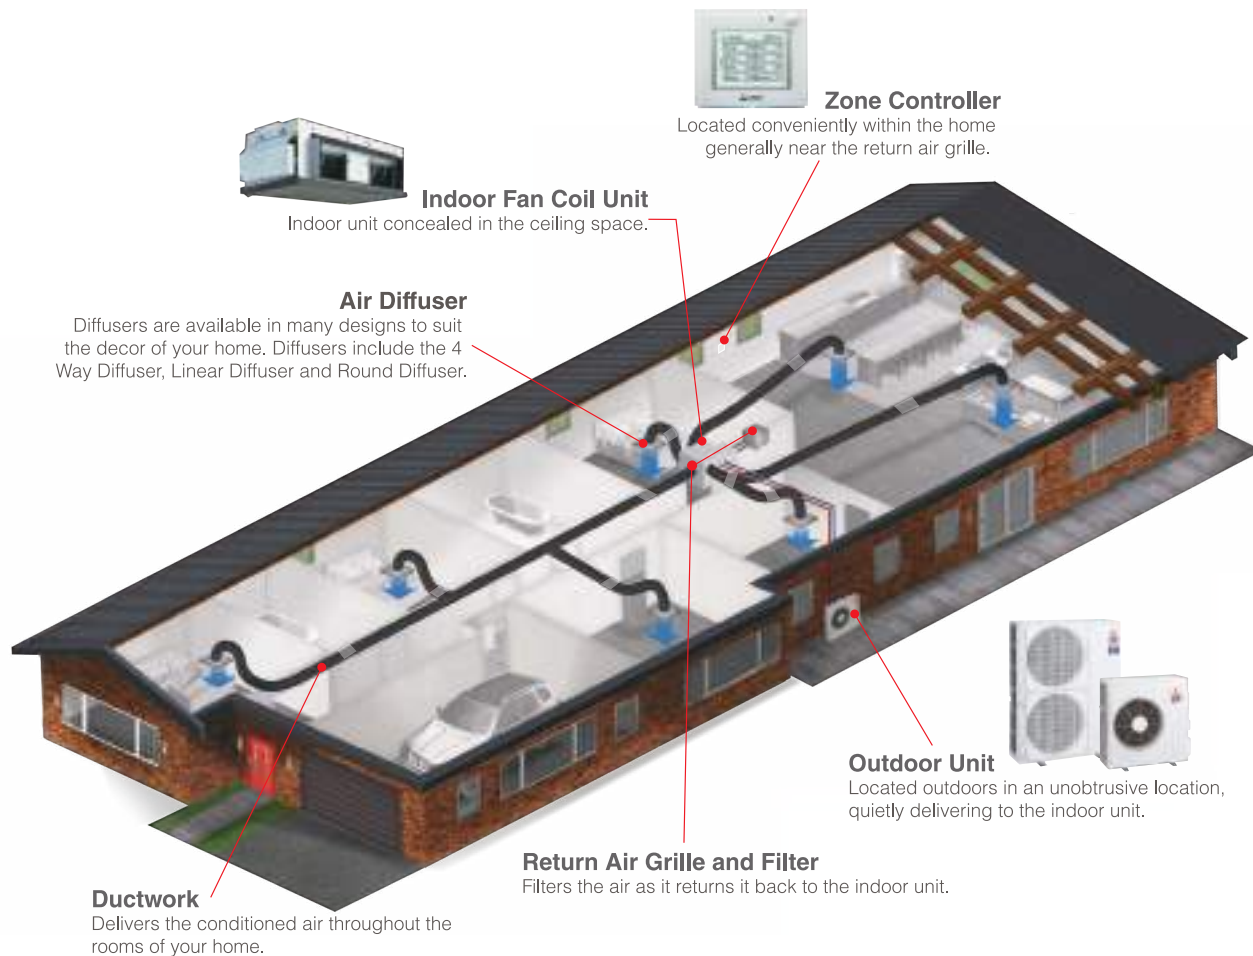 Zone Controller
Located conveniently within the home
generally near the return air grille.
Indoor Fan Coil Unit
Indoor unit concealed in the ceiling space.
Air Diffuser
Diffusers are available in many designs to suit
the decor of your home. Diffusers include the 4
Way Diffuser, Linear Diffuser and Round Diffuser.
Outdoor Unit
Located outdoors in an unobtrusive location,
quietly delivering to the indoor unit.
Return Air Grille and Filter
Filters the air as it returns it back to the indoor unit.
Ductwork
Delivers the conditioned air throughout the
rooms of your home.